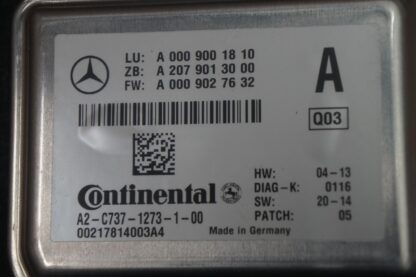 LU: A 000 900 18 10
ZB: A 207 901 30 00
FW: A 000 902 76 32
A
Q03
Continental
A2-C737-1273-1-00
00217814003A4
HW: 04-13
DIAG-K: 0116
SW: 20-14
PATCH: 05
Made in Germany